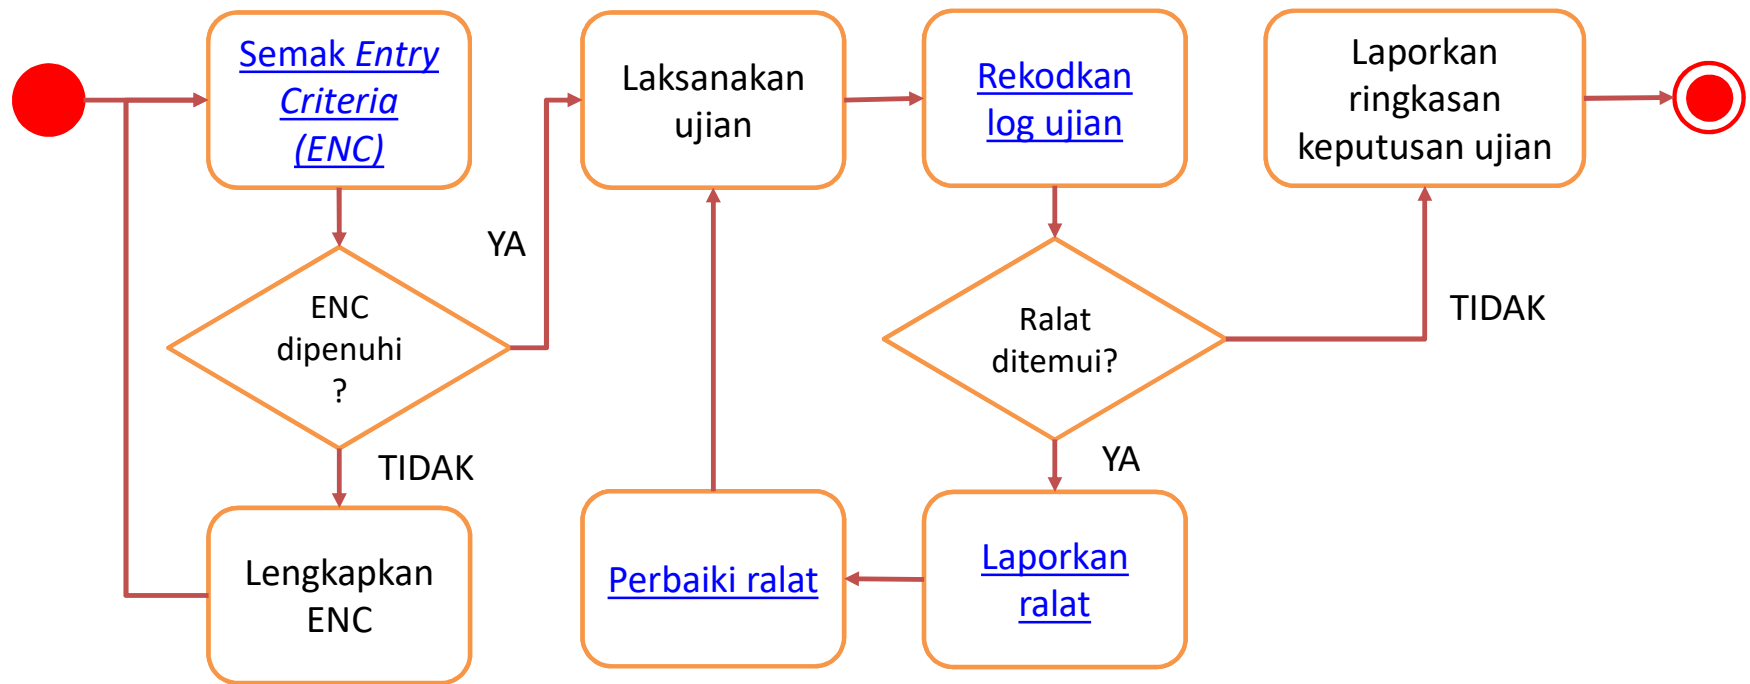 Semak Entry
Criteria
(ENC)
Laksanakan
ujian
Rekodkan
log ujian
Laporkan
ringkasan
keputusan ujian
YA
ENC
dipenuhi
?
Ralat
ditemui?
TIDAK
TIDAK
YA
Lengkapkan
ENC
Perbaiki ralat
Laporkan
ralat